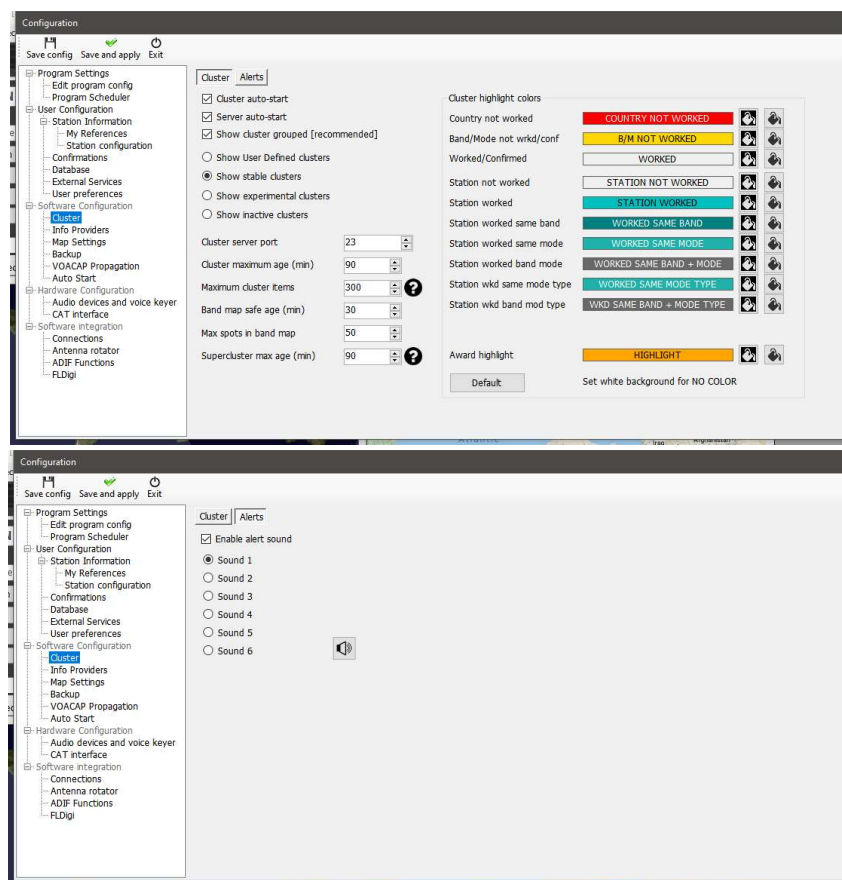 Configuration
Save config Save and apply Exit
Program Settings
Edit program config
Program Scheduler
User Configuration
Station Information
My References
Station configuration
Confirmations
Database
External Services
User preferences
Software Configuration
Cluster
Info Providers
Map Settings
Backup
VOACAP Propagation
Auto Start
Hardware Configuration
Audio devices and voice keyer
CAT interface
Software integration
Connections
Antenna rotator
ADIF Functions
FLDigi
Cluster Alerts
Cluster auto-start
Server auto-start
Show cluster grouped [recommended]
Show User Defined clusters
Show stable clusters
Show experimental clusters
Show inactive clusters
Cluster server port 23
Cluster maximum age (min) 90
Maximum cluster items 300 ?
Band map safe age (min) 30
Max spots in band map 50
Supercluster max age (min) 90 ?
Cluster highlight colors
Country not worked COUNTRY NOT WORKED
Band/Mode not wrkd/conf B/M NOT WORKED
Worked/Confirmed WORKED
Station not worked STATION NOT WORKED
Station worked STATION WORKED
Station worked same band WORKED SAME BAND
Station worked same mode WORKED SAME MODE
Station worked band mode WORKED SAME BAND + MODE
Station wkd same mode type WORKED SAME MODE TYPE
Station wkd band mod type WKD SAME BAND + MODE TYPE
Award highlight HIGHLIGHT
Default Set white background for NO COLOR
Configuration
Save config Save and apply Exit
Program Settings
Edit program config
Program Scheduler
User Configuration
Station Information
My References
Station configuration
Confirmations
Database
External Services
User preferences
Software Configuration
Cluster
Info Providers
Map Settings
Backup
VOACAP Propagation
Auto Start
Hardware Configuration
Audio devices and voice keyer
CAT interface
Software integration
Connections
Antenna rotator
ADIF Functions
FLDigi
Cluster Alerts
Enable alert sound
Sound 1
Sound 2
Sound 3
Sound 4
Sound 5
Sound 6